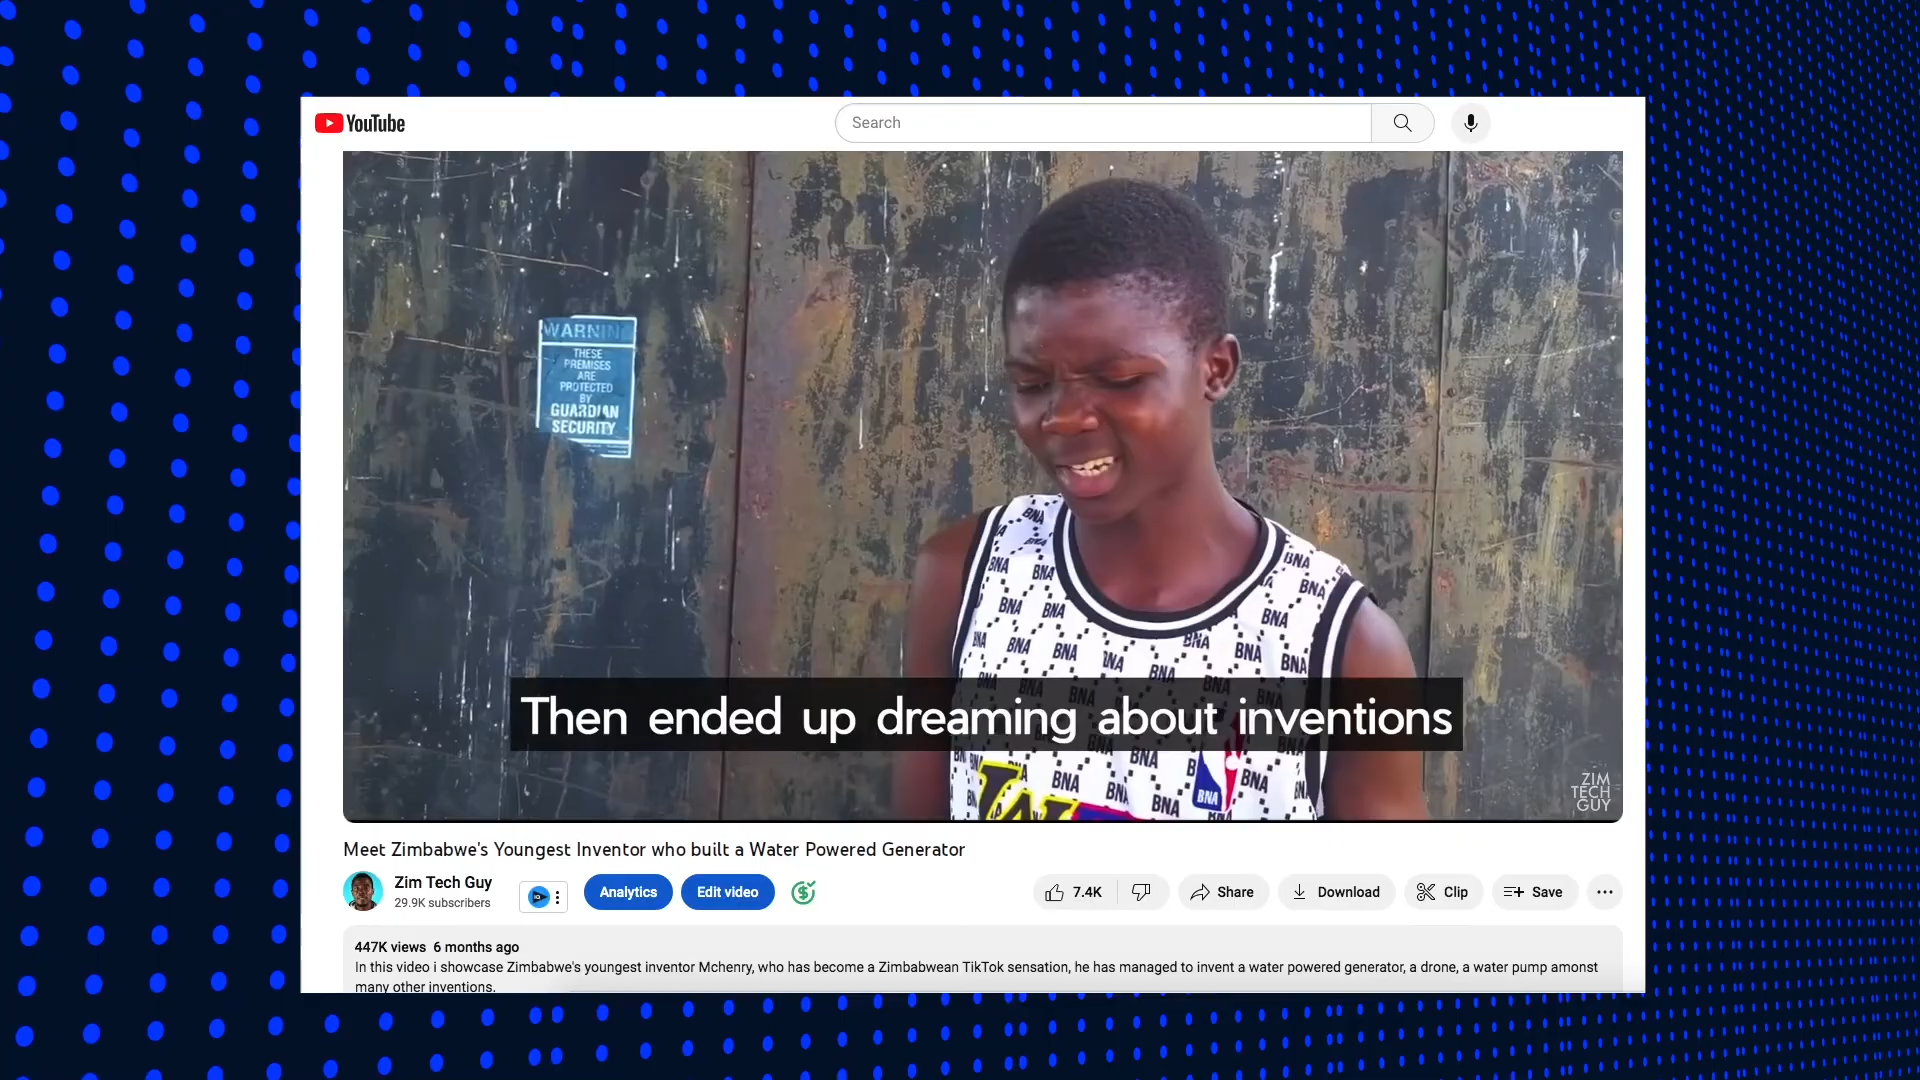 YouTube
Search
WARNIN
THESE
PREMISES
ARE
PROTECTED
BY
GUARDIAN
SECURITY
BNA
Then ended up dreaming about inventions
ZIM
TECH
GUY
Meet Zimbabwe's Youngest Inventor who built a Water Powered Generator
Zim Tech Guy
29.9K subscribers
Analytics
Edit video
7.4K
Share
Download
Clip
Save
447K views 6 months ago
In this video i showcase Zimbabwe's youngest inventor Mchenry, who has become a Zimbabwean TikTok sensation, he has managed to invent a water powered generator, a drone, a water pump amonst
many other inventions.